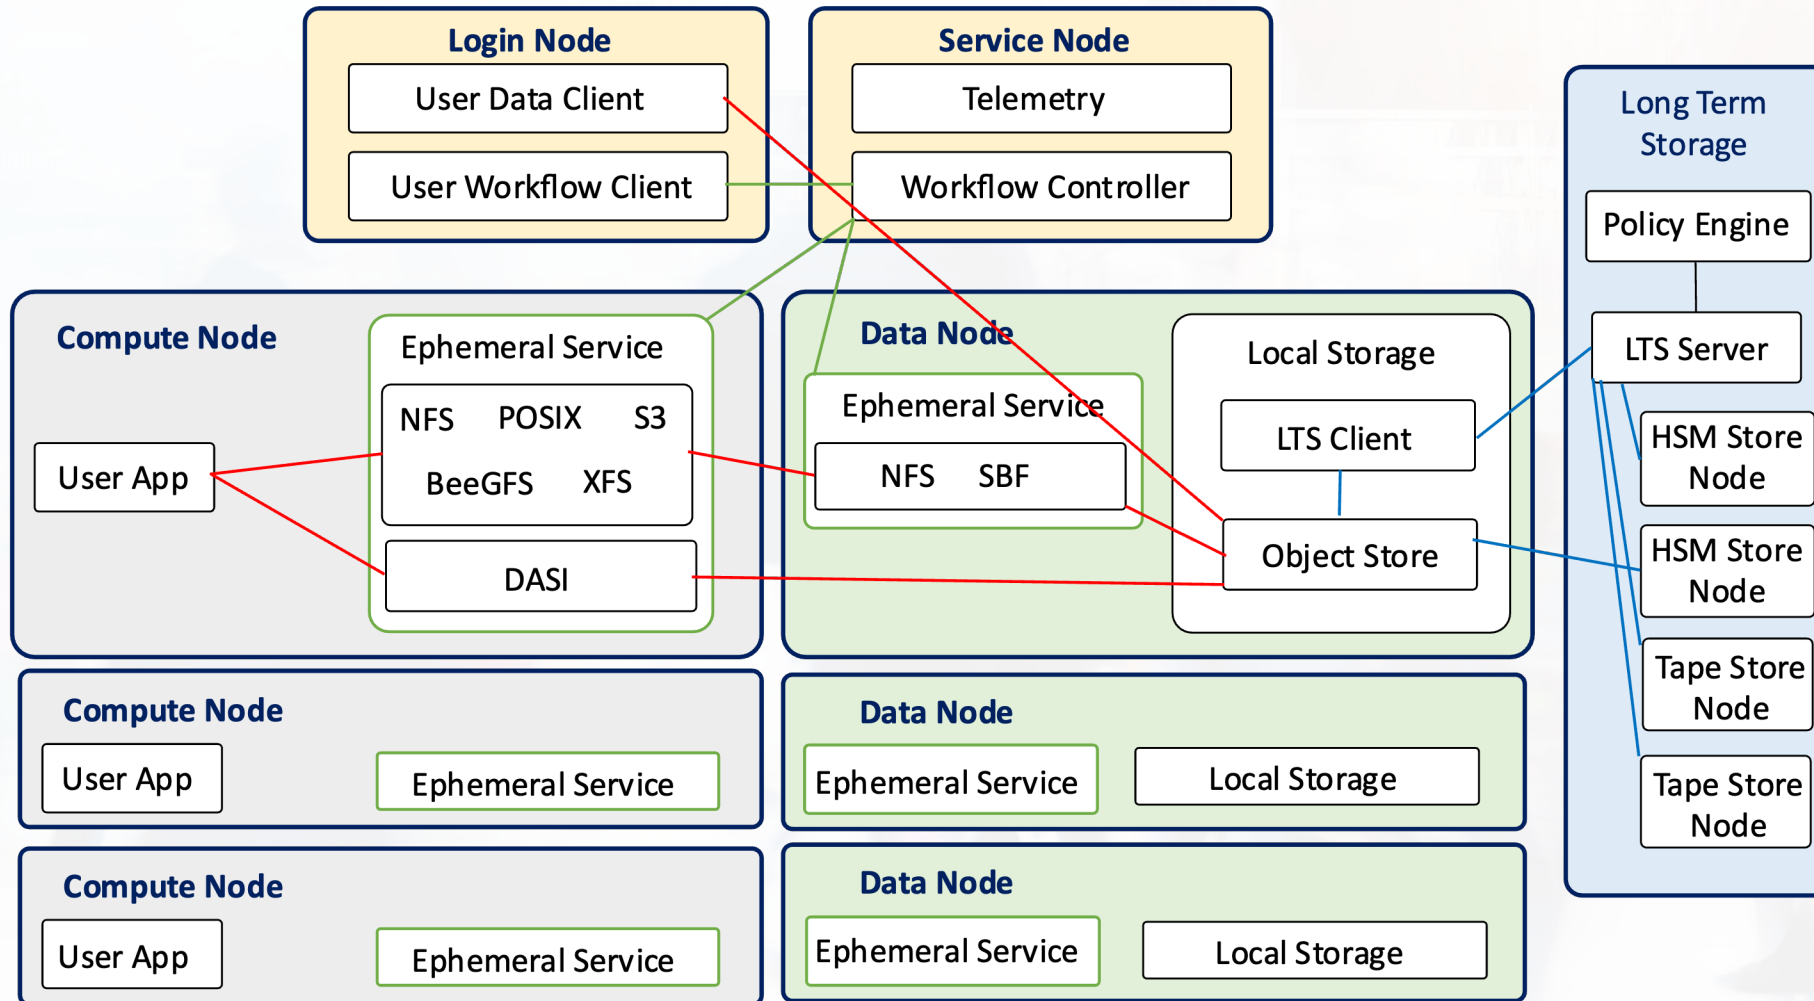 Login Node
User Data Client
User Workflow Client
Service Node
Telemetry
Workflow Controller
Compute Node
User App
Ephemeral Service
NFS POSIX S3
BeeGFS XFS
DASI
Data Node
Ephemeral Service
NFS SBF
Local Storage
LTS Client
Object Store
Compute Node
User App
Ephemeral Service
Data Node
Ephemeral Service
Local Storage
Compute Node
User App
Ephemeral Service
Data Node
Ephemeral Service
Local Storage
Long Term
Storage
Policy Engine
LTS Server
HSM Store
Node
HSM Store
Node
Tape Store
Node
Tape Store
Node